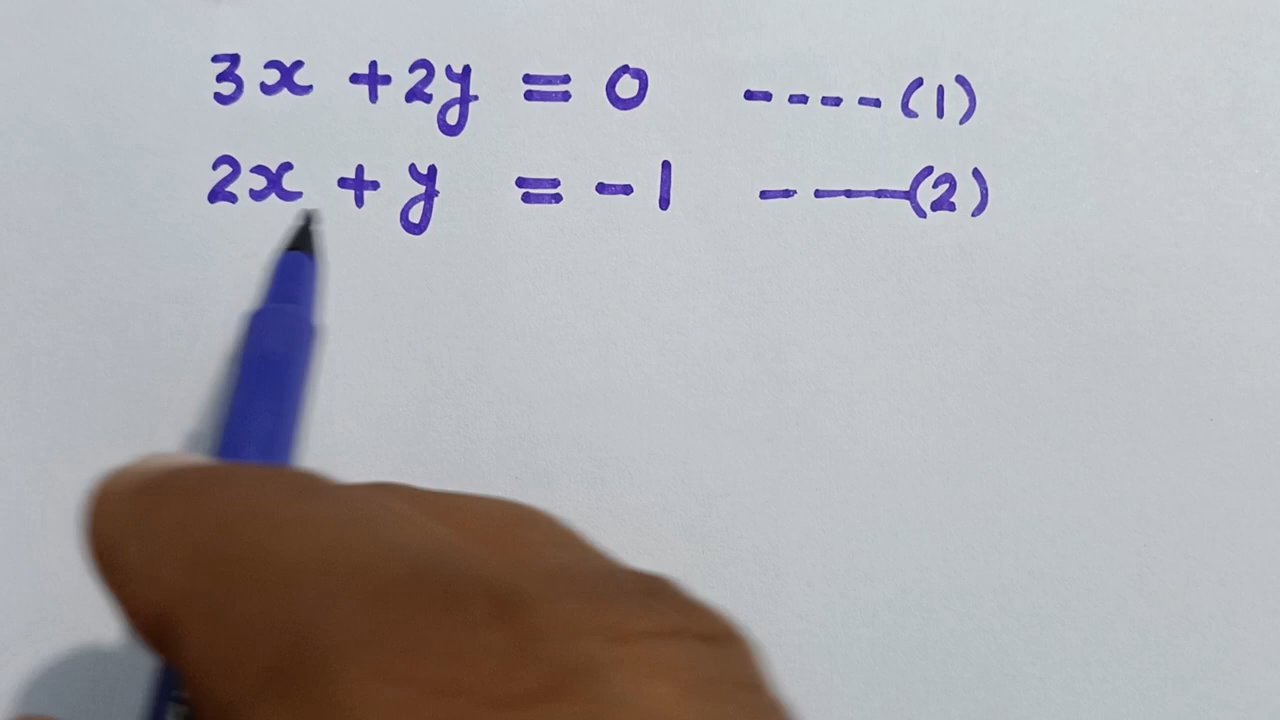 3x + 2y = 0 ----(1)
2x + y = -1 - —(2)